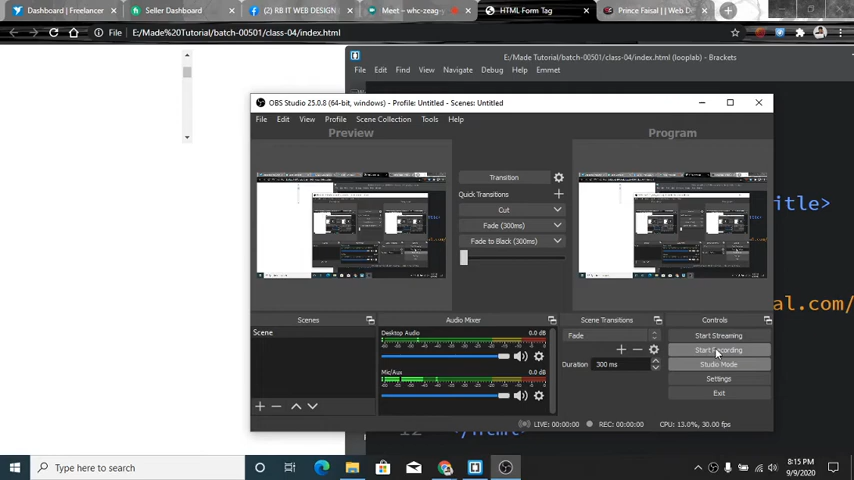 Dashboard | Freelancer
Seller Dashboard
(2) RB IT WEB DESIGN
Meet – whc-zeag-
HTML Form Tag
Prince Faisal | | Web D
File
E:/Made%20Tutorial/batch-00501/class-04/index.html
E:/Made Tutorial/batch-00501/class-04/index.html (looplab) - Brackets
File Edit Find View Navigate Debug Help Emmet
OBS Studio 25.0.8 (64-bit, windows) - Profile: Untitled - Scenes: Untitled
File Edit View Profile Scene Collection Tools Help
Preview
Program
Transition
Quick Transitions
Cut
Fade (300ms)
Fade to Black (300ms)
itle>
al.com/
Scenes
Audio Mixer
Scene Transitions
Controls
Scene
Desktop Audio 0.0 dB
Mic/Aux 0.0 dB
Fade
Duration 300 ms
Start Streaming
Start Recording
Studio Mode
Settings
Exit
LIVE: 00:00:00
REC: 00:00:00
CPU: 13.0%, 30.00 fps
12 </html>
Type here to search
8:15 PM
9/9/2020